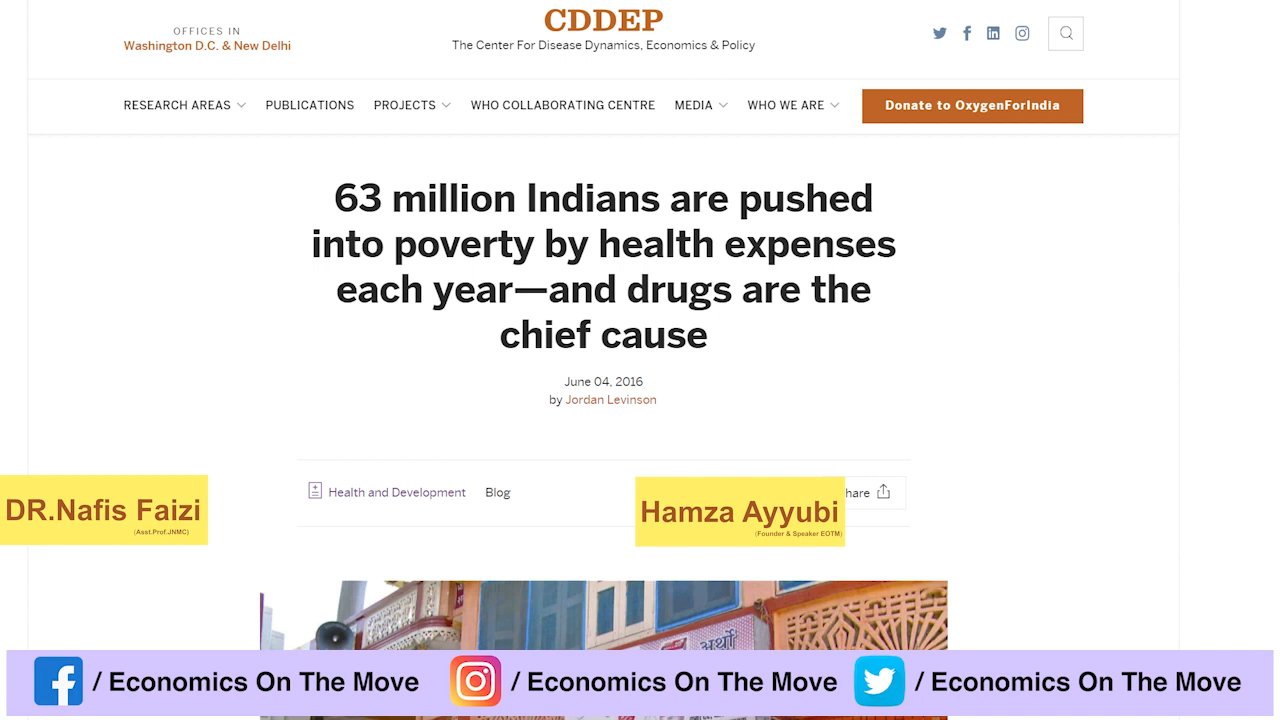 OFFICES IN
Washington D.C. & New Delhi
CDDEP
The Center For Disease Dynamics, Economics & Policy
RESEARCH AREAS
PUBLICATIONS
PROJECTS
WHO COLLABORATING CENTRE
MEDIA
WHO WE ARE
Donate to OxygenForIndia
63 million Indians are pushed
into poverty by health expenses
each year—and drugs are the
chief cause
June 04, 2016
by Jordan Levinson
Health and Development
Blog
hare
DR.Nafis Faizi
(Asst.Prof.JNMC)
Hamza Ayyubi
(Founder & Speaker EOTM)
/ Economics On The Move
/ Economics On The Move
/ Economics On The Move